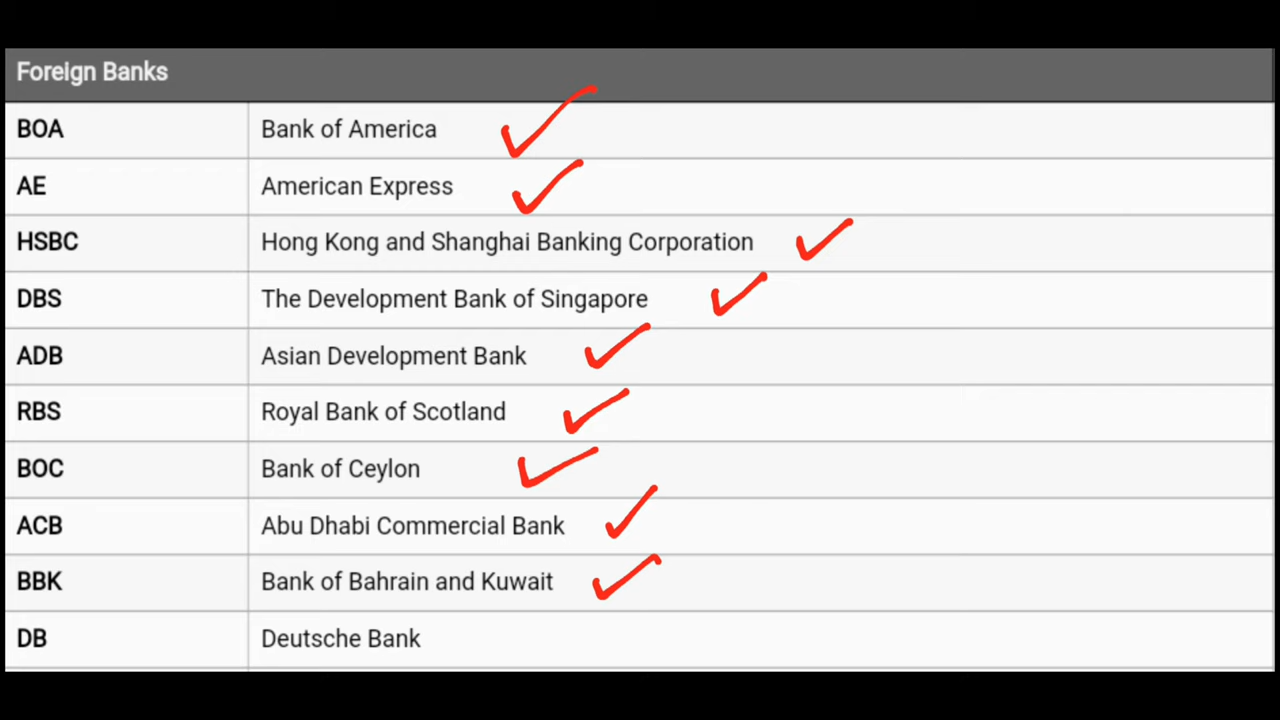 Foreign Banks
BOA Bank of America
AE American Express
HSBC Hong Kong and Shanghai Banking Corporation
DBS The Development Bank of Singapore
ADB Asian Development Bank
RBS Royal Bank of Scotland
BOC Bank of Ceylon
ACB Abu Dhabi Commercial Bank
BBK Bank of Bahrain and Kuwait
DB Deutsche Bank